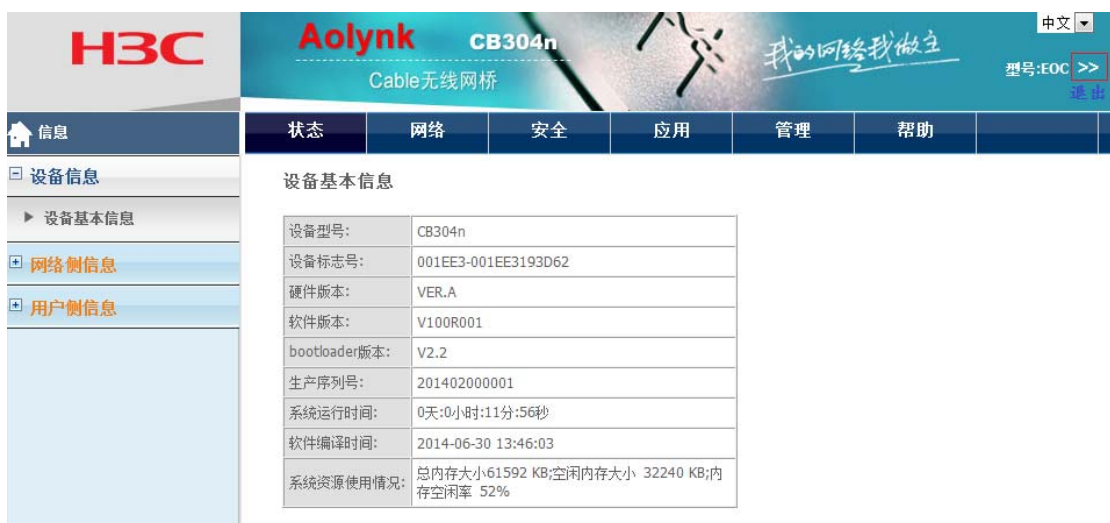 H3C
Aolynk CB304n
Cable无线网桥
我的网络我做主
中文
型号:EOC >>
退出
信息
状态 网络 安全 应用 管理 帮助
设备信息
设备基本信息
网络侧信息
用户侧信息
设备基本信息
设备型号: CB304n
设备标志号: 001EE3-001EE3193D62
硬件版本: VER.A
软件版本: V100R001
bootloader版本: V2.2
生产序列号: 201402000001
系统运行时间: 0天:0小时:11分:56秒
软件编译时间: 2014-06-30 13:46:03
系统资源使用情况: 总内存大小61592 KB;空闲内存大小 32240 KB;内
存空闲率 52%